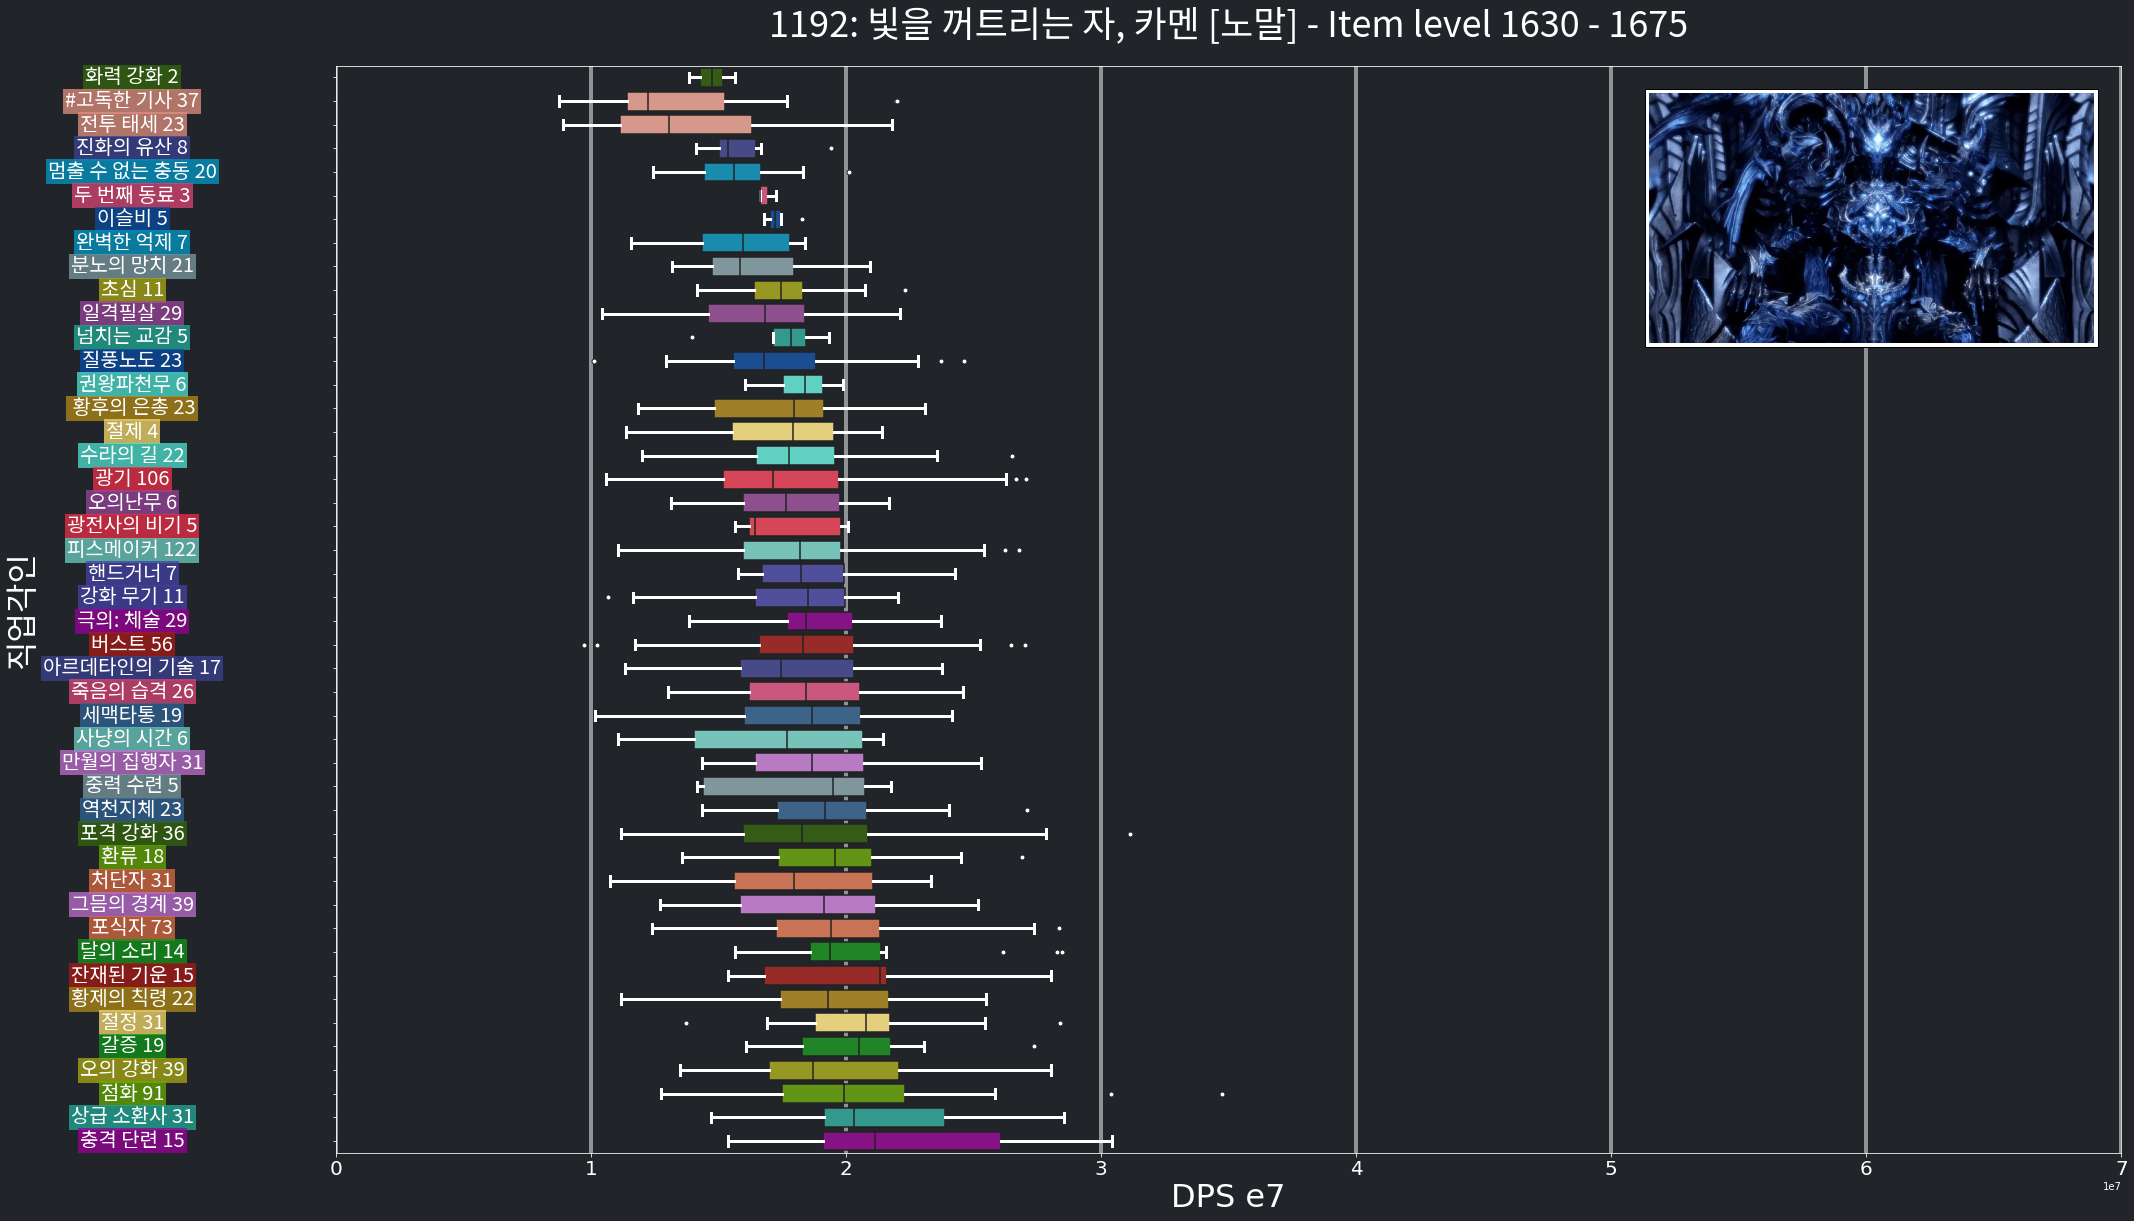 1192: 빛을 꺼트리는 자, 카멘 [노말] - Item level 1630 - 1675
화력 강화 2
#고독한 기사 37
전투 태세 23
진화의 유산 8
멈출 수 없는 충동 20
두 번째 동료 3
이슬비 5
완벽한 억제 7
분노의 망치 21
초심 11
일격필살 29
넘치는 교감 5
질풍노도 23
권왕파천무 6
황후의 은총 23
절제 4
수라의 길 22
광기 106
오의난무 6
광전사의 비기 5
피스메이커 122
핸드거너 7
강화 무기 11
극의: 체술 29
버스트 56
아르데타인의 기술 17
죽음의 습격 26
세맥타통 19
사냥의 시간 6
만월의 집행자 31
중력 수련 5
역천지체 23
포격 강화 36
환류 18
처단자 31
그믐의 경계 39
포식자 73
달의 소리 14
잔재된 기운 15
황제의 칙령 22
절정 31
갈증 19
오의 강화 39
점화 91
상급 소환사 31
충격 단련 15
직업각인
0 1 2 3 4 5 6 7
1e7
DPS e7